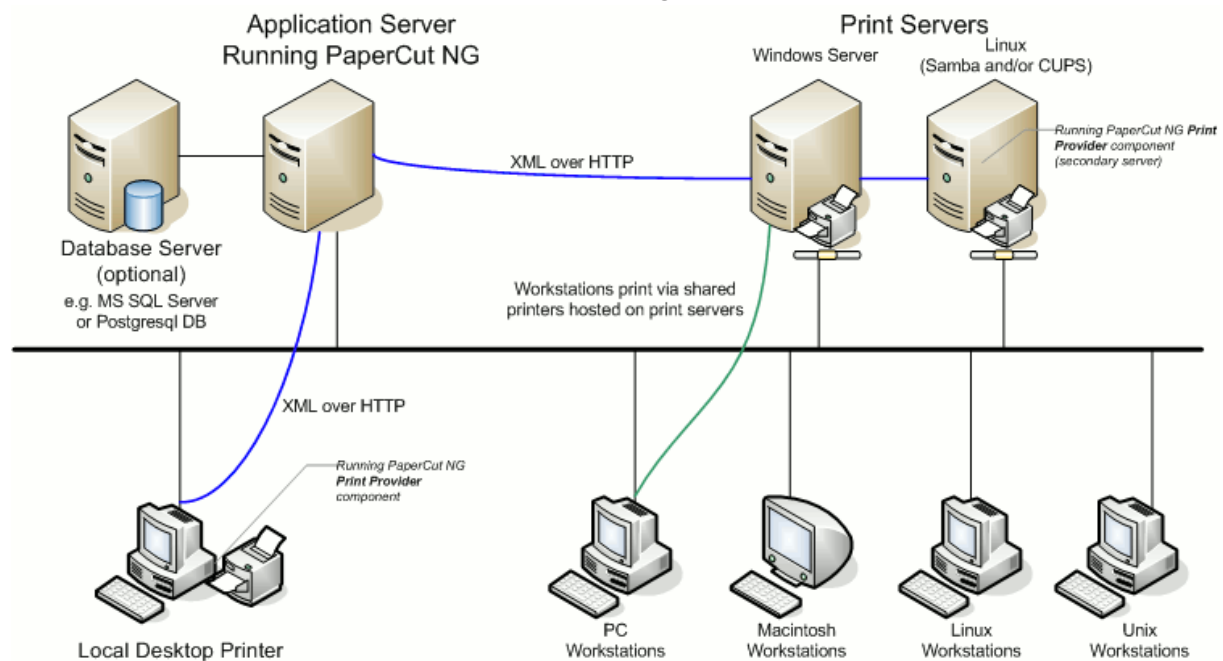 Application Server
Running PaperCut NG
Print Servers
Windows Server
Linux
(Samba and/or CUPS)
Running PaperCut NG Print
Provider component
(secondary server)
XML over HTTP
Database Server
(optional)
e.g. MS SQL Server
or Postgresql DB
Workstations print via shared
printers hosted on print servers
XML over HTTP
Running PaperCut NG
Print Provider
component
Local Desktop Printer
PC
Workstations
Macintosh
Workstations
Linux
Workstations
Unix
Workstations